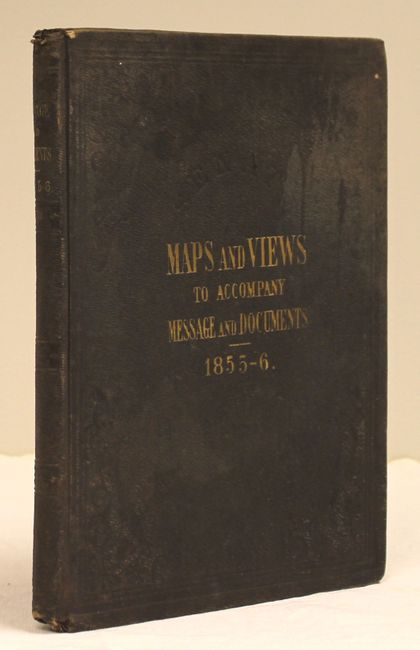 MAPS AND VIEWS
TO ACCOMPANY
MESSAGE AND DOCUMENTS
1855-6.